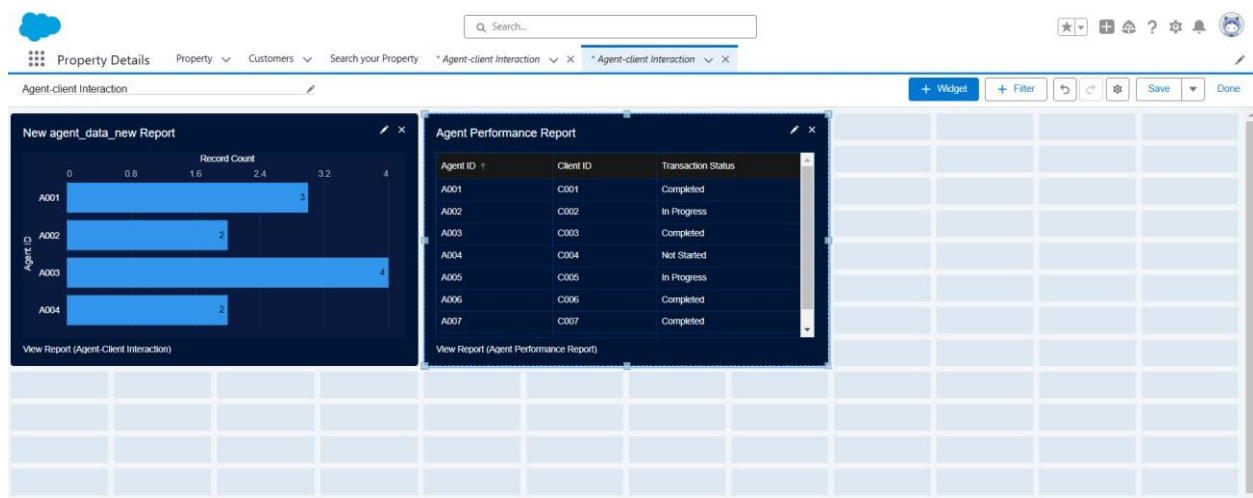 Search...
Property Details Property Customers Search your Property * Agent-client Interaction * Agent-client Interaction
Agent-client Interaction + Widget + Filter Save Done
New agent_data_new Report
Record Count
0 0.8 1.6 2.4 3.2 4
Agent ID
A001 3
A002 2
A003 4
A004 2
View Report (Agent-Client Interaction)
Agent Performance Report
Agent ID ↑ Client ID Transaction Status
A001 C001 Completed
A002 C002 In Progress
A003 C003 Completed
A004 C004 Not Started
A005 C005 In Progress
A006 C006 Completed
A007 C007 Completed
View Report (Agent Performance Report)